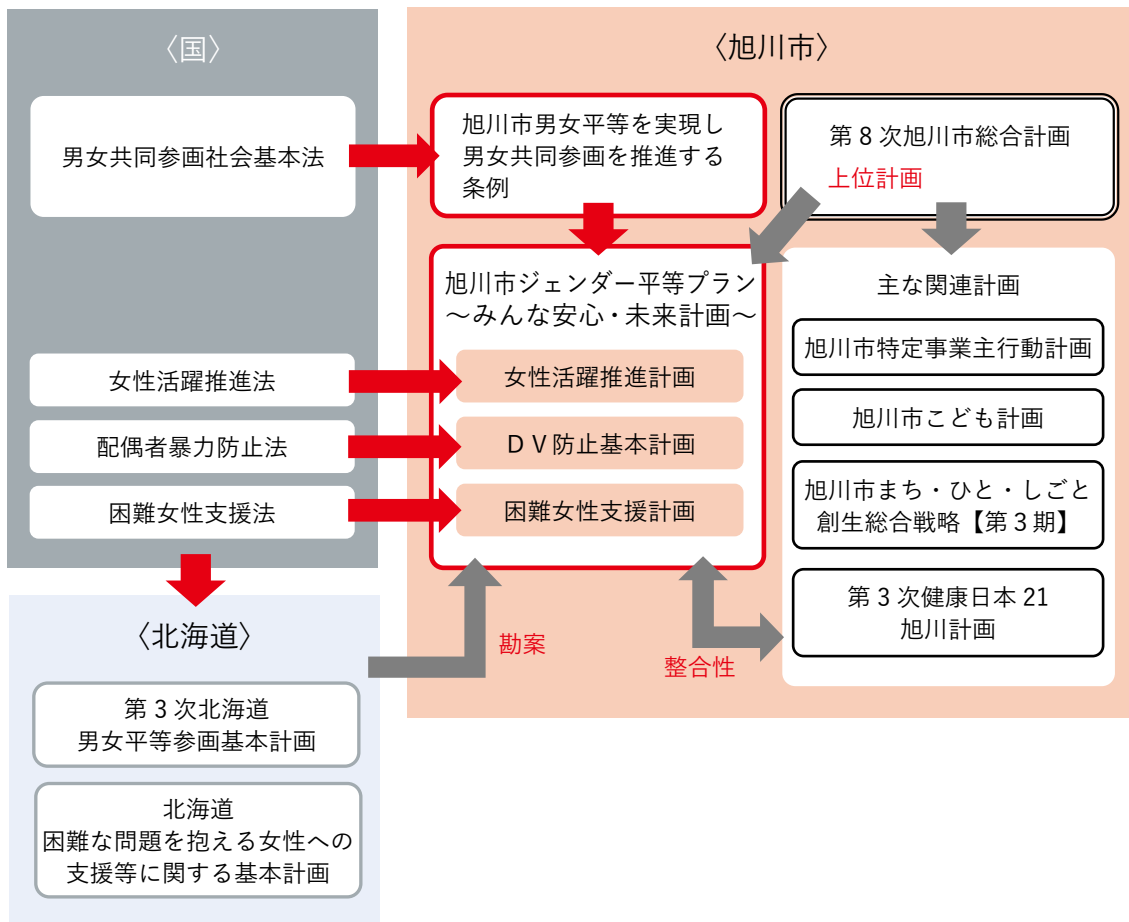 〈国〉
男女共同参画社会基本法
女性活躍推進法
配偶者暴力防止法
困難女性支援法
〈北海道〉
第3次北海道
男女平等参画基本計画
北海道
困難な問題を抱える女性への
支援等に関する基本計画
〈旭川市〉
旭川市男女平等を実現し
男女共同参画を推進する
条例
第8次旭川市総合計画
上位計画
旭川市ジェンダー平等プラン
～みんな安心・未来計画～
女性活躍推進計画
ＤＶ防止基本計画
困難女性支援計画
勘案
整合性
主な関連計画
旭川市特定事業主行動計画
旭川市こども計画
旭川市まち・ひと・しごと
創生総合戦略【第3期】
第3次健康日本21
旭川計画